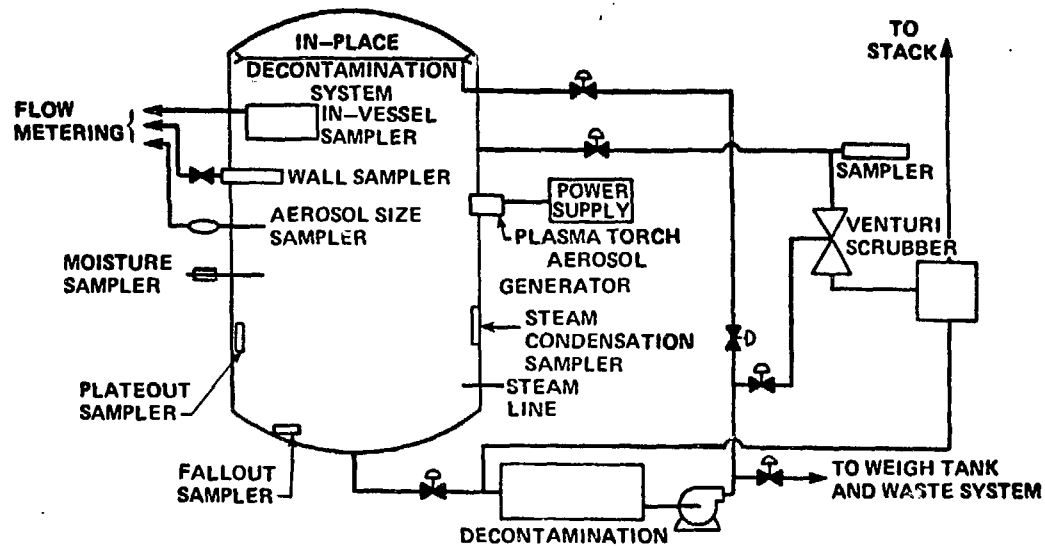 IN-PLACE
DECONTAMINATION
SYSTEM
IN-VESSEL
SAMPLER
FLOW
METERING
WALL SAMPLER
AEROSOL SIZE
SAMPLER
MOISTURE
SAMPLER
PLATEOUT
SAMPLER
FALLOUT
SAMPLER
POWER
SUPPLY
PLASMA TORCH
AEROSOL
GENERATOR
STEAM
CONDENSATION
SAMPLER
STEAM
LINE
TO
STACK
SAMPLER
VENTURI
SCRUBBER
TO WEIGH TANK
AND WASTE SYSTEM
DECONTAMINATION